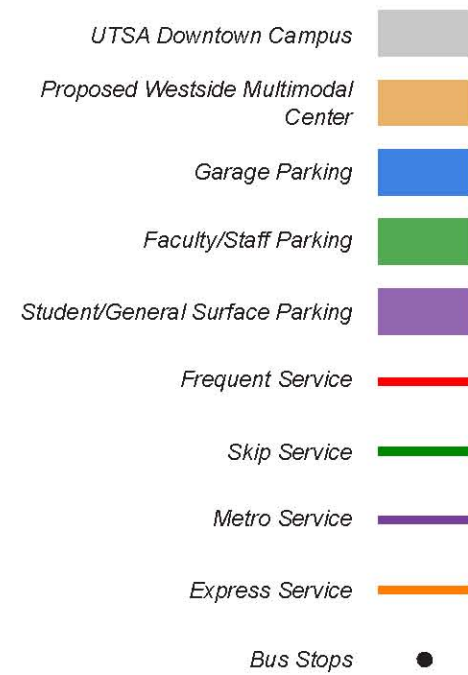 UTSA Downtown Campus
Proposed Westside Multimodal
Center
Garage Parking
Faculty/Staff Parking
Student/General Surface Parking
Frequent Service
Skip Service
Metro Service
Express Service
Bus Stops